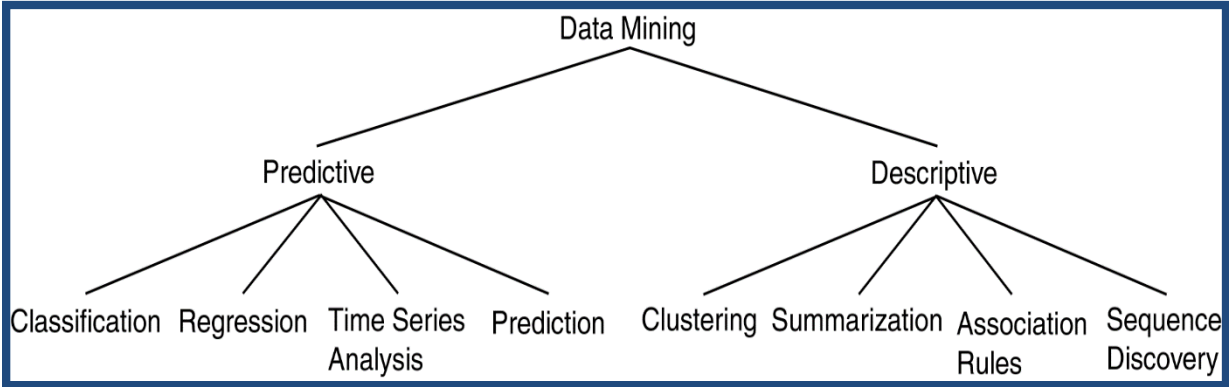 Data Mining
Predictive
Descriptive
Classification
Regression
Time Series
Analysis
Prediction
Clustering
Summarization
Association
Rules
Sequence
Discovery